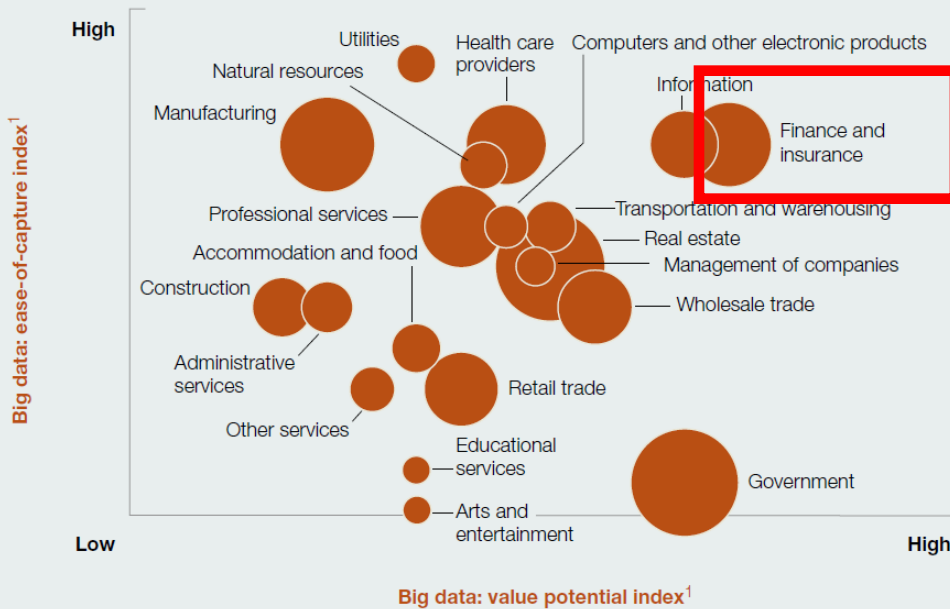 High
Utilities
Health care
providers
Computers and other electronic products
Natural resources
Information
Manufacturing
Finance and
insurance
Professional services
Transportation and warehousing
Real estate
Accommodation and food
Management of companies
Construction
Wholesale trade
Administrative
services
Retail trade
Other services
Educational
services
Government
Arts and
entertainment
Big data: ease-of-capture index1
Low
High
Big data: value potential index1